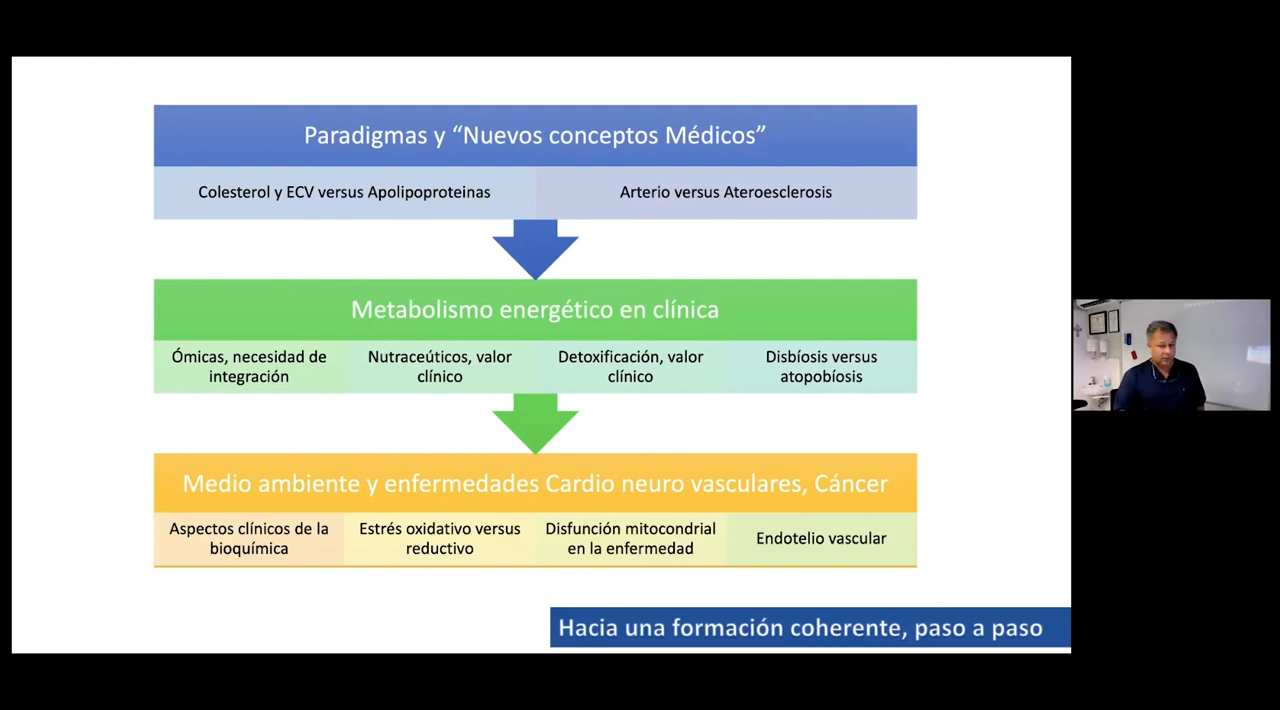 Paradigmas y “Nuevos conceptos Médicos”
Colesterol y ECV versus Apolipoproteinas
Arterio versus Ateroesclerosis
Metabolismo energético en clínica
Ómicas, necesidad de
integración
Nutraceúticos, valor
clínico
Detoxificación, valor
clínico
Disbíosis versus
atopobíosis
Medio ambiente y enfermedades Cardio neuro vasculares, Cáncer
Aspectos clínicos de la
bioquímica
Estrés oxidativo versus
reductivo
Disfunción mitocondrial
en la enfermedad
Endotelio vascular
Hacia una formación coherente, paso a paso